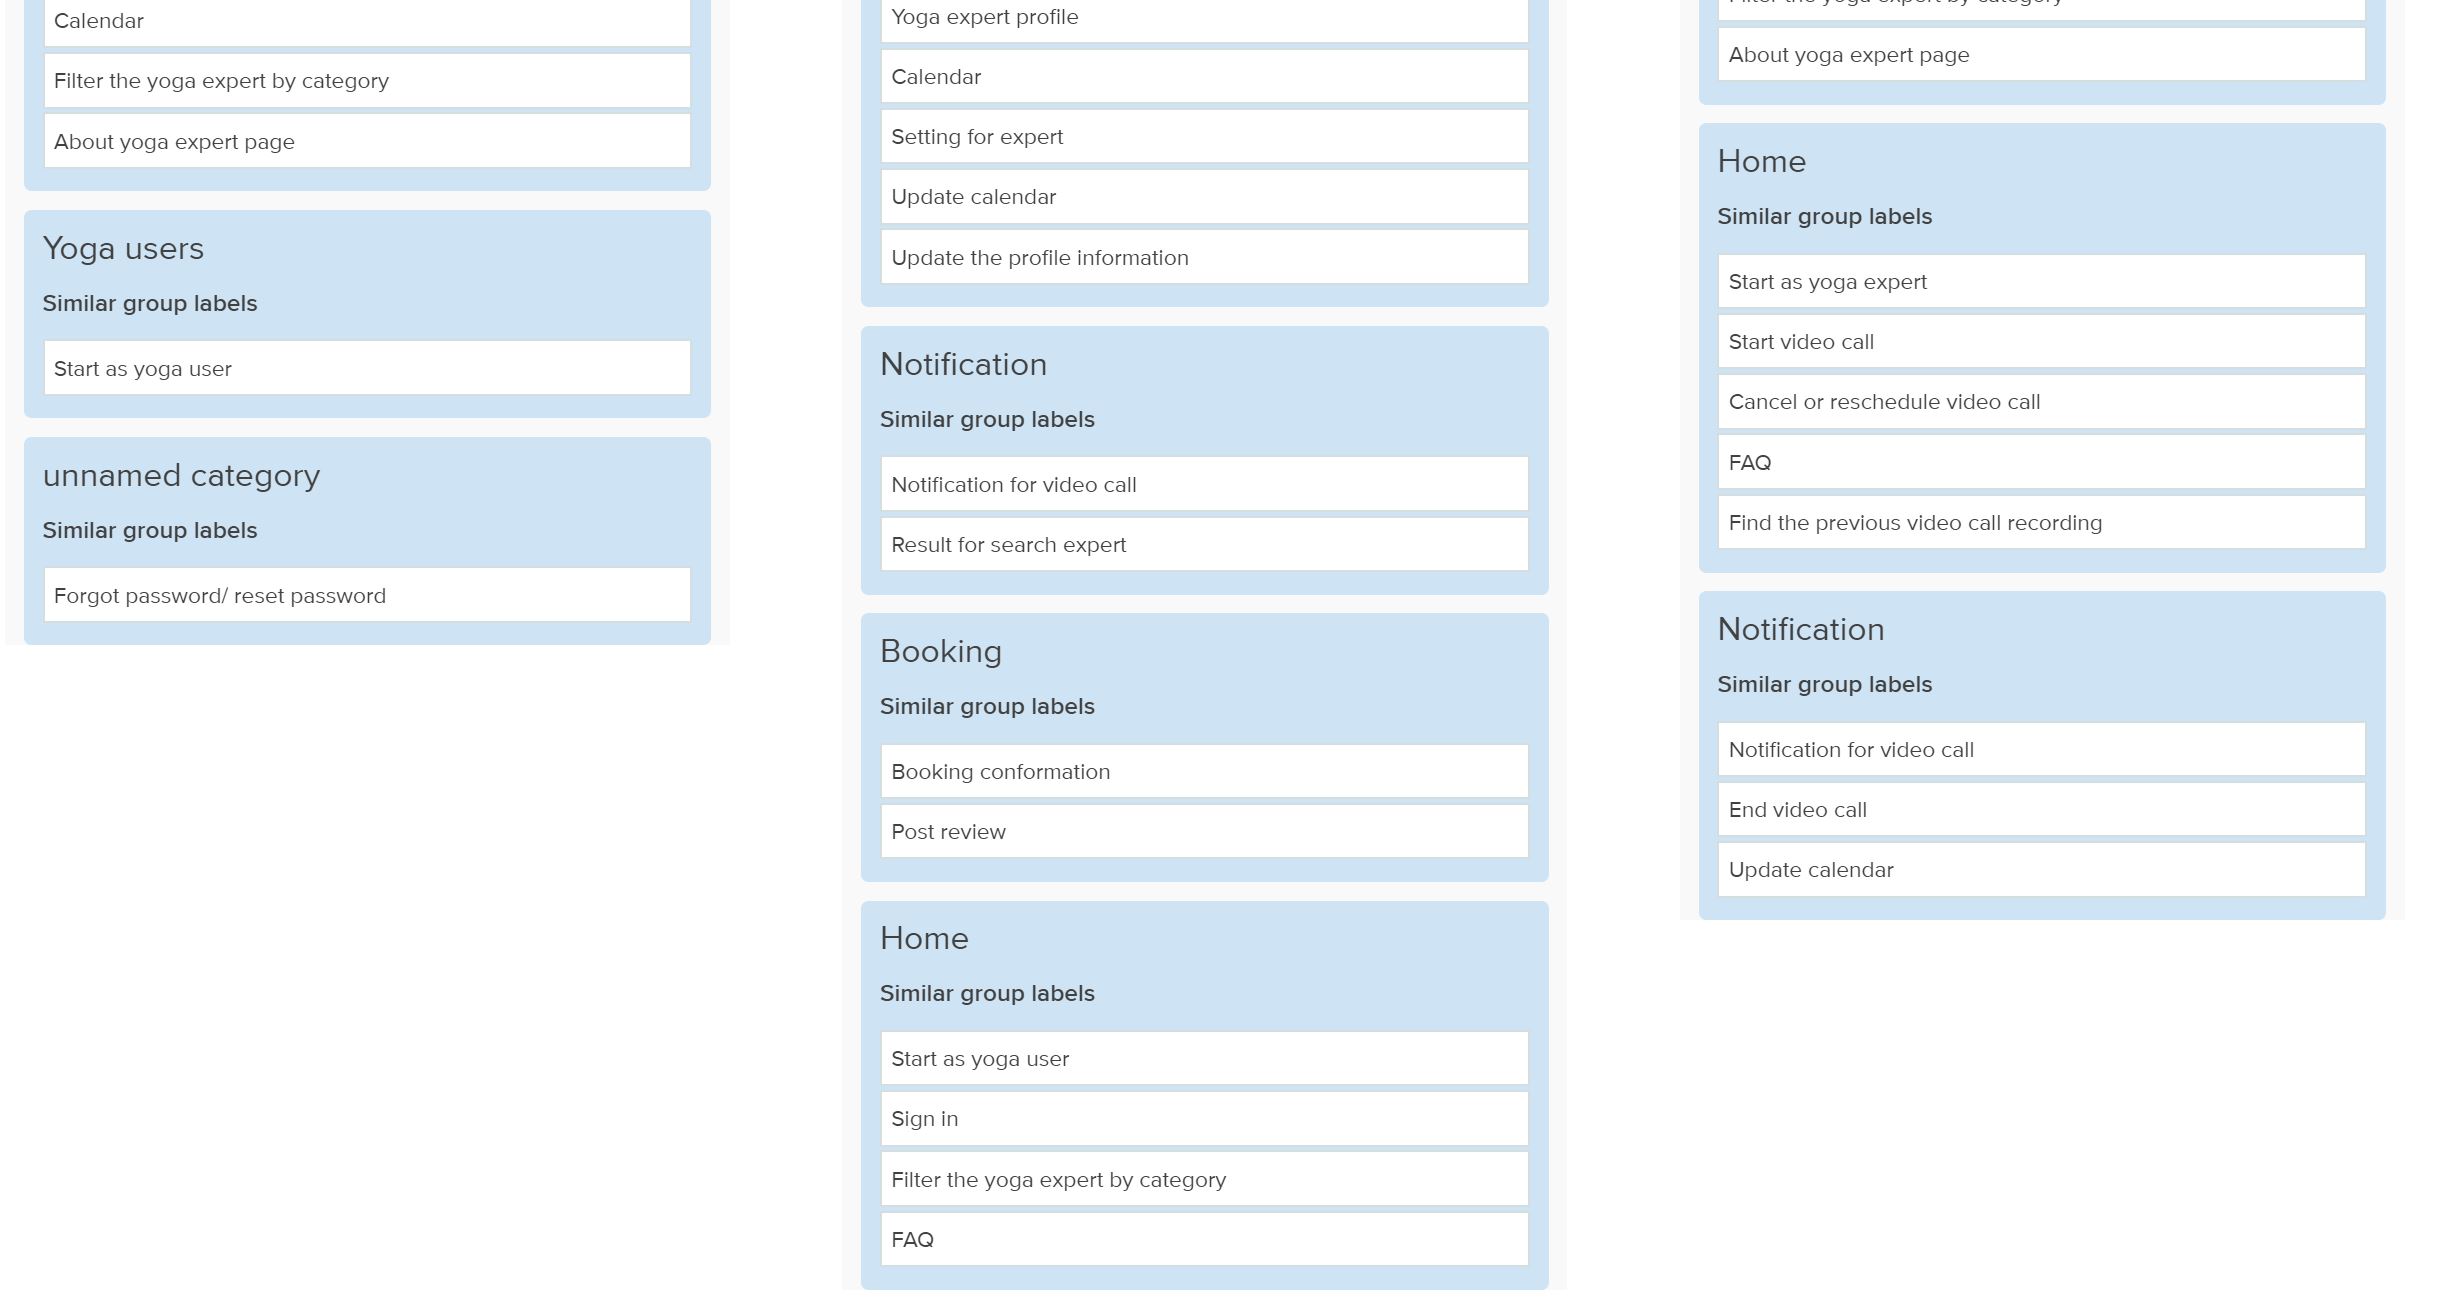 Calendar
Filter the yoga expert by category
About yoga expert page
Yoga users
Similar group labels
Start as yoga user
unnamed category
Similar group labels
Forgot password/ reset password
Yoga expert profile
Calendar
Setting for expert
Update calendar
Update the profile information
Notification
Similar group labels
Notification for video call
Result for search expert
Booking
Similar group labels
Booking conformation
Post review
Home
Similar group labels
Start as yoga user
Sign in
Filter the yoga expert by category
FAQ
Filter the yoga expert by category
About yoga expert page
Home
Similar group labels
Start as yoga expert
Start video call
Cancel or reschedule video call
FAQ
Find the previous video call recording
Notification
Similar group labels
Notification for video call
End video call
Update calendar